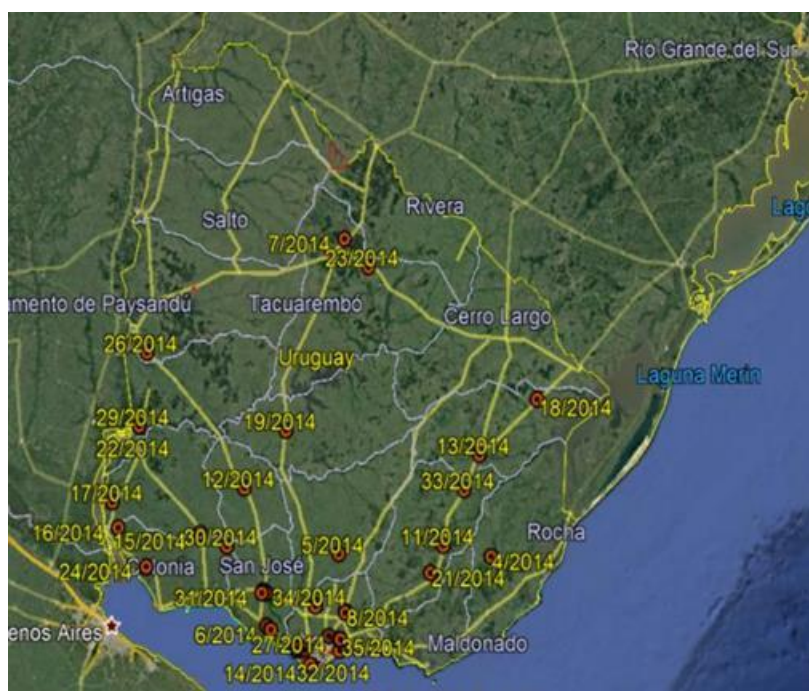 Rio Grande del Sur
Artigas
Salto
Rivera
7/2014
23/2014
amento de Paysandú
Tacuarembó
Cerro Largo
26/2014
Uruguay
Laguna Merín
18/2014
29/2014
19/2014
22/2014
13/2014
12/2014
33/2014
17/2014
16/2014
15/2014
30/2014
5/2014
11/2014
Rocha
4/2014
24/2014
Colonia
San José
21/2014
31/2014
34/2014
8/2014
enos Aires
6/2014
27/2014
35/2014
Maldonado
14/2014
32/2014